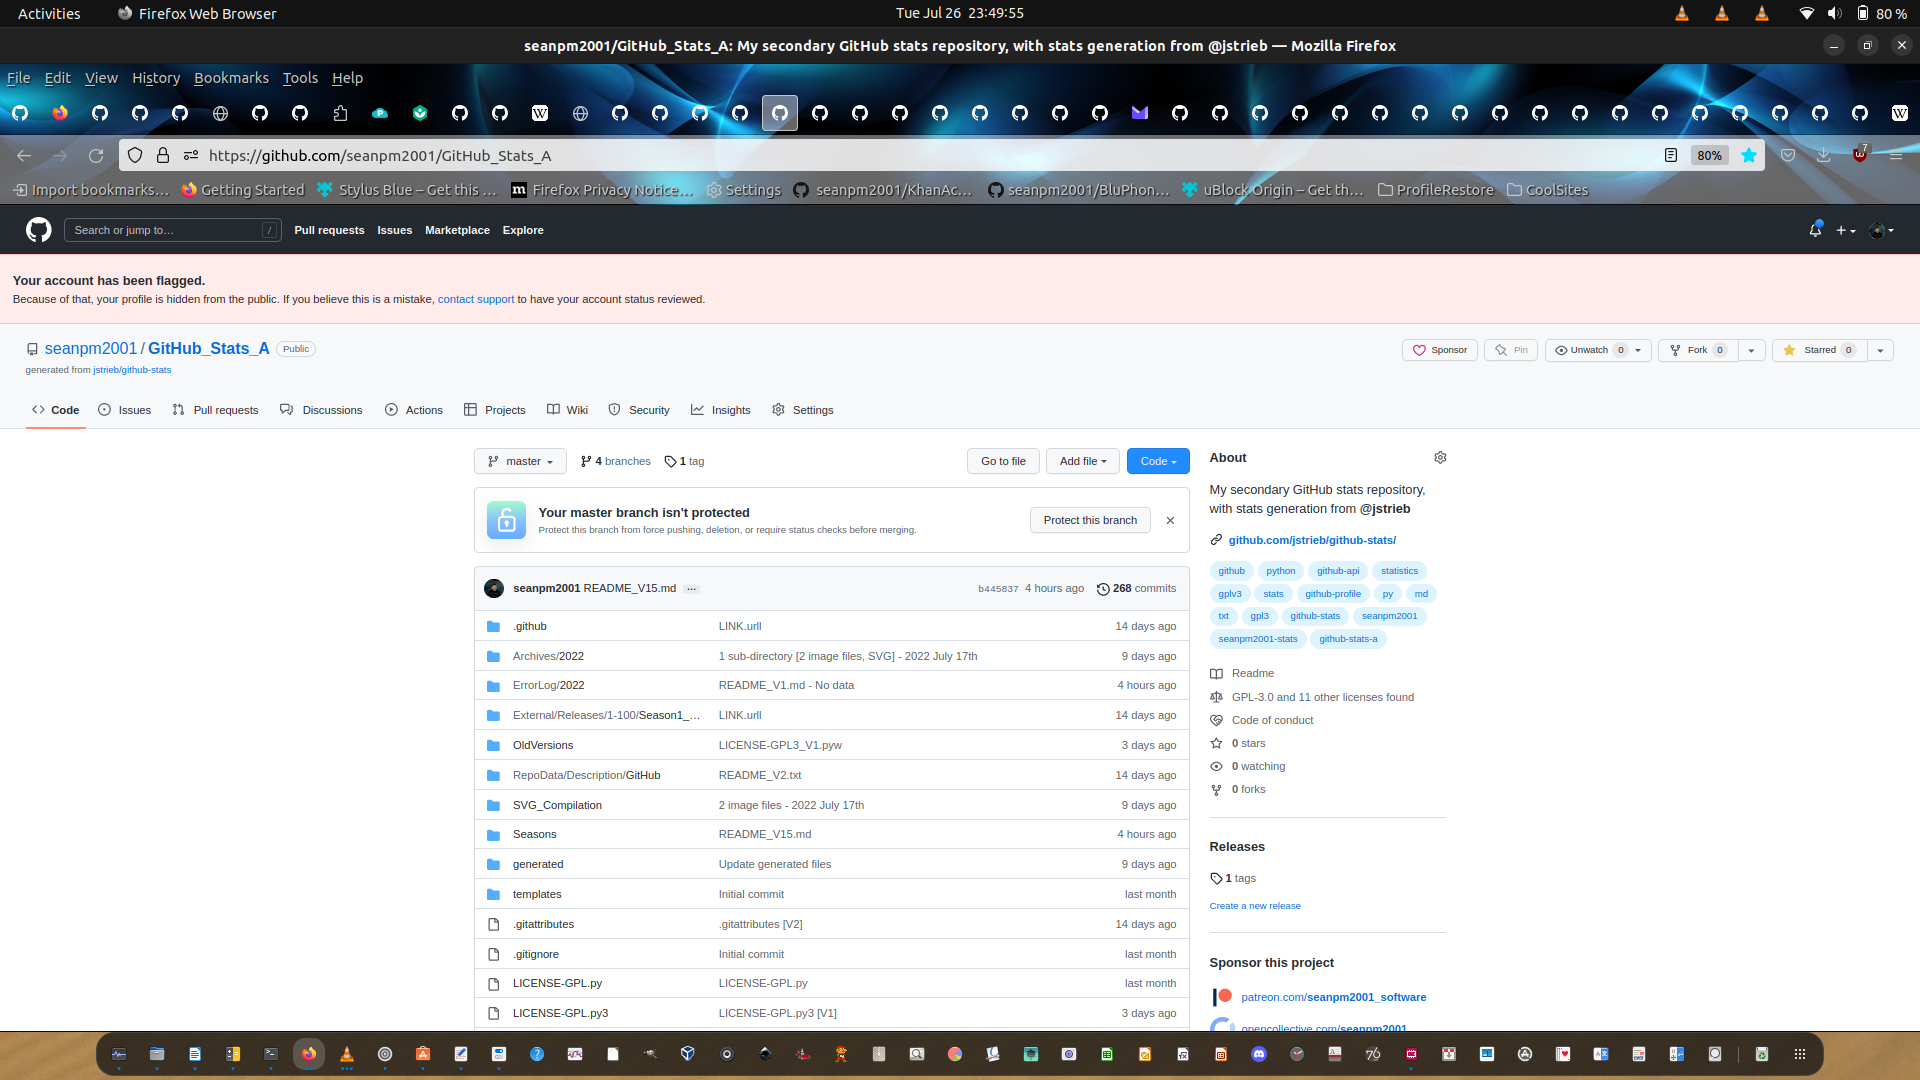 Activities Firefox Web Browser Tue Jul 26 23:49:55 80 %
seanpm2001/GitHub_Stats_A: My secondary GitHub stats repository, with stats generation from @jstrieb — Mozilla Firefox
File Edit View History Bookmarks Tools Help
https://github.com/seanpm2001/GitHub_Stats_A 80% 7
Import bookmarks… Getting Started Stylus Blue – Get this … Firefox Privacy Notice… Settings seanpm2001/KhanAc… seanpm2001/BluPhon… uBlock Origin – Get th… ProfileRestore CoolSites
Search or jump to… / Pull requests Issues Marketplace Explore
Your account has been flagged.
Because of that, your profile is hidden from the public. If you believe this is a mistake, contact support to have your account status reviewed.
seanpm2001 / GitHub_Stats_A Public
Sponsor Pin Unwatch 0 Fork 0 Starred 0
generated from jstrieb/github-stats
Code Issues Pull requests Discussions Actions Projects Wiki Security Insights Settings
master 4 branches 1 tag Go to file Add file Code
Your master branch isn't protected
Protect this branch from force pushing, deletion, or require status checks before merging.
Protect this branch
seanpm2001 README_V15.md … b445837 4 hours ago 268 commits
.github LINK.urll 14 days ago
Archives/2022 1 sub-directory [2 image files, SVG] - 2022 July 17th 9 days ago
ErrorLog/2022 README_V1.md - No data 4 hours ago
External/Releases/1-100/Season1_… LINK.urll 14 days ago
OldVersions LICENSE-GPL3_V1.pyw 3 days ago
RepoData/Description/GitHub README_V2.txt 14 days ago
SVG_Compilation 2 image files - 2022 July 17th 9 days ago
Seasons README_V15.md 4 hours ago
generated Update generated files 9 days ago
templates Initial commit last month
.gitattributes .gitattributes [V2] 14 days ago
.gitignore Initial commit last month
LICENSE-GPL.py LICENSE-GPL.py last month
LICENSE-GPL.py3 LICENSE-GPL.py3 [V1] 3 days ago
About
My secondary GitHub stats repository,
with stats generation from @jstrieb
github.com/jstrieb/github-stats/
github python github-api statistics
gplv3 stats github-profile py md
txt gpl3 github-stats seanpm2001
seanpm2001-stats github-stats-a
Readme
GPL-3.0 and 11 other licenses found
Code of conduct
0 stars
0 watching
0 forks
Releases
1 tags
Create a new release
Sponsor this project
patreon.com/seanpm2001_software
opencollective.com/seanpm2001